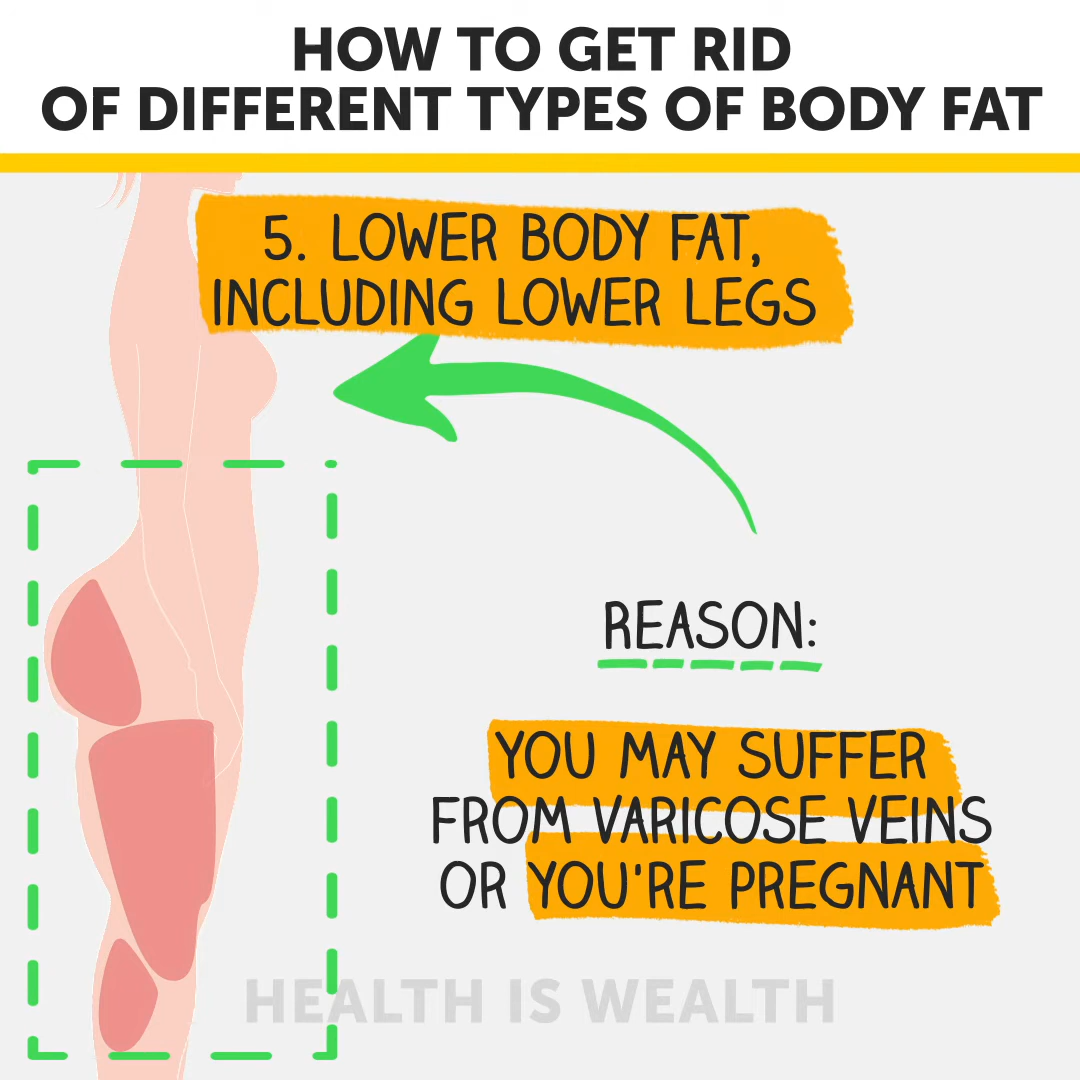 HOW TO GET RID
OF DIFFERENT TYPES OF BODY FAT
5. LOWER BODY FAT,
INCLUDING LOWER LEGS
REASON:
YOU MAY SUFFER
FROM VARICOSE VEINS
OR YOU'RE PREGNANT
HEALTH IS WEALTH